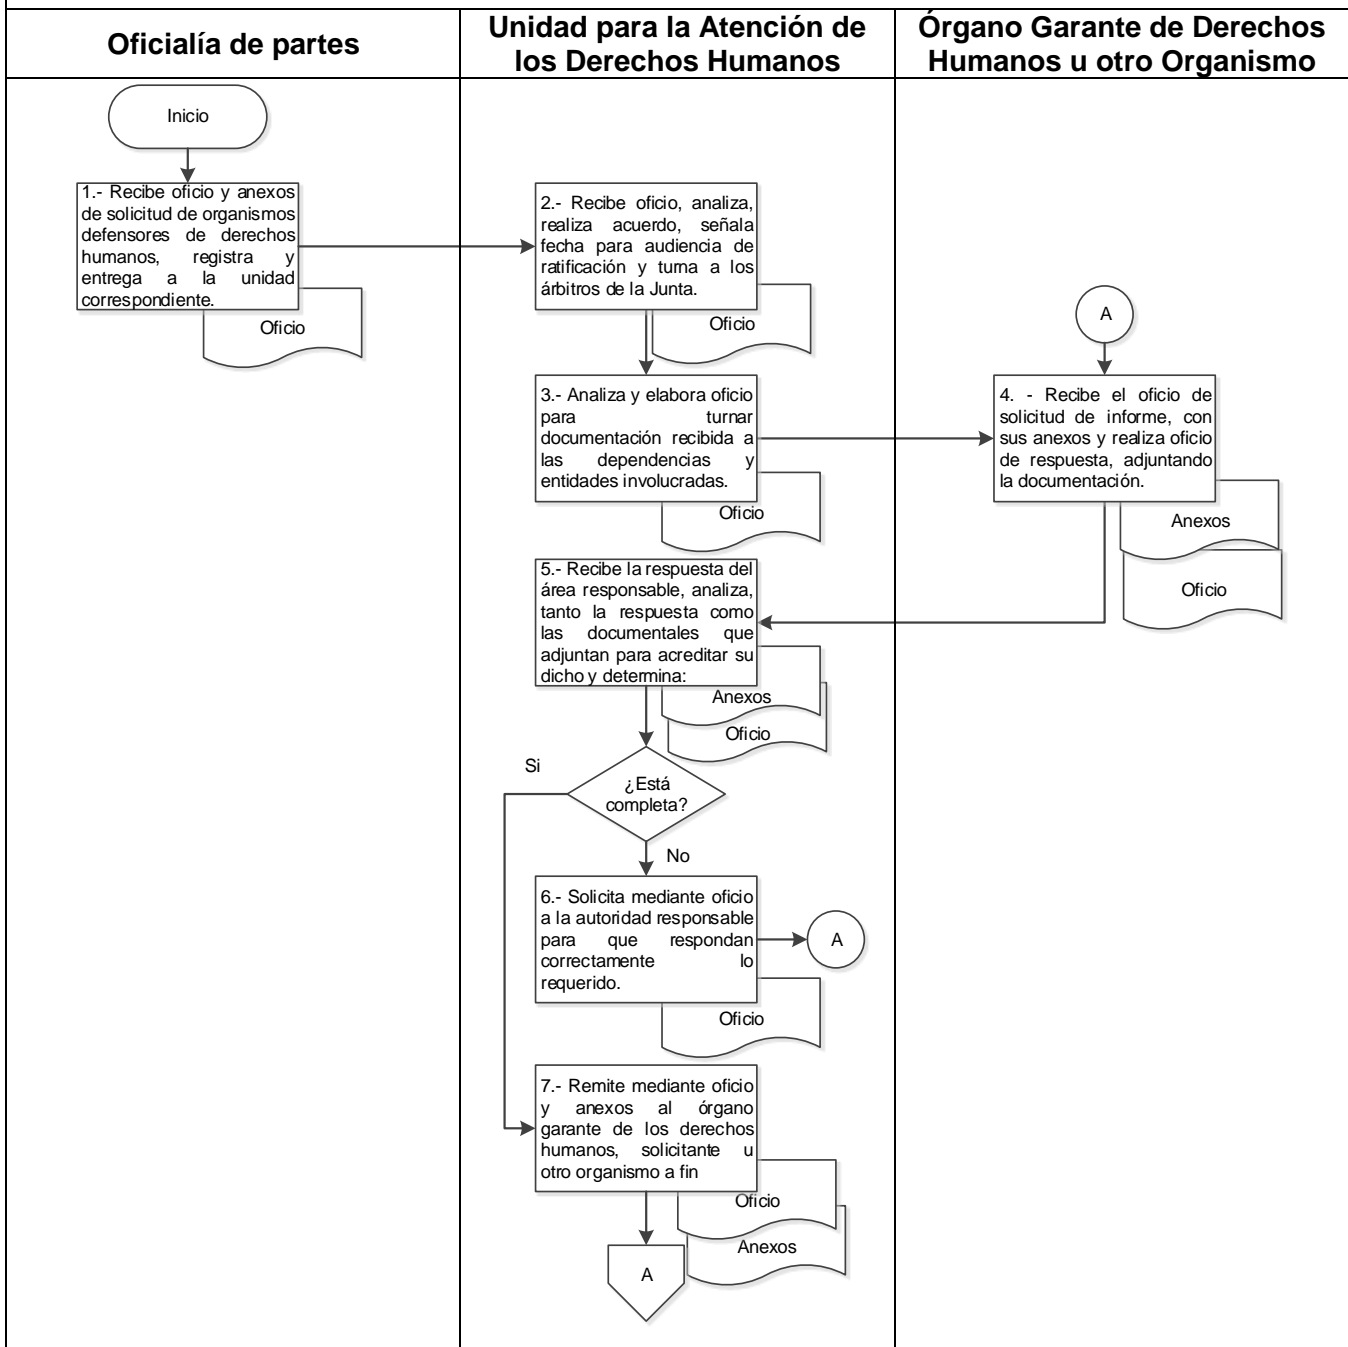 Oficialía de partes
Unidad para la Atención de
los Derechos Humanos
Órgano Garante de Derechos
Humanos u otro Organismo
Inicio
1.- Recibe oficio y anexos
de solicitud de organismos
defensores de derechos
humanos, registra y
entrega a la unidad
correspondiente.
Oficio
2.- Recibe oficio, analiza,
realiza acuerdo, señala
fecha para audiencia de
ratificación y turna a los
árbitros de la Junta.
Oficio
3.- Analiza y elabora oficio
para turnar
documentación recibida a
las dependencias y
entidades involucradas.
Oficio
A
4. - Recibe el oficio de
solicitud de informe, con
sus anexos y realiza oficio
de respuesta, adjuntando
la documentación.
Anexos
Oficio
5.- Recibe la respuesta del
área responsable, analiza,
tanto la respuesta como
las documentales que
adjuntan para acreditar su
dicho y determina:
Anexos
Oficio
Si
¿Está
completa?
No
6.- Solicita mediante oficio
a la autoridad responsable
para que respondan
correctamente lo
requerido.
A
Oficio
7.- Remite mediante oficio
y anexos al órgano
garante de los derechos
humanos, solicitante u
otro organismo a fin
Oficio
Anexos
A